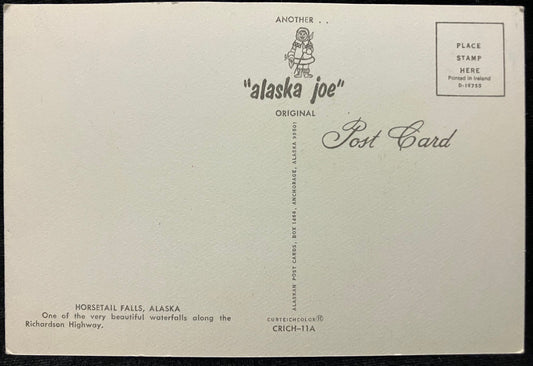 ANOTHER . .
"alaska joe"
ORIGINAL
PLACE
STAMP
HERE
Printed in Ireland
D-19755
Post Card
ALASKAN POST CARDS, BOX 1456, ANCHORAGE, ALASKA 99501
HORSETAIL FALLS, ALASKA
One of the very beautiful waterfalls along the
Richardson Highway.
CURTEICHCOLOR®
CRICH-11A